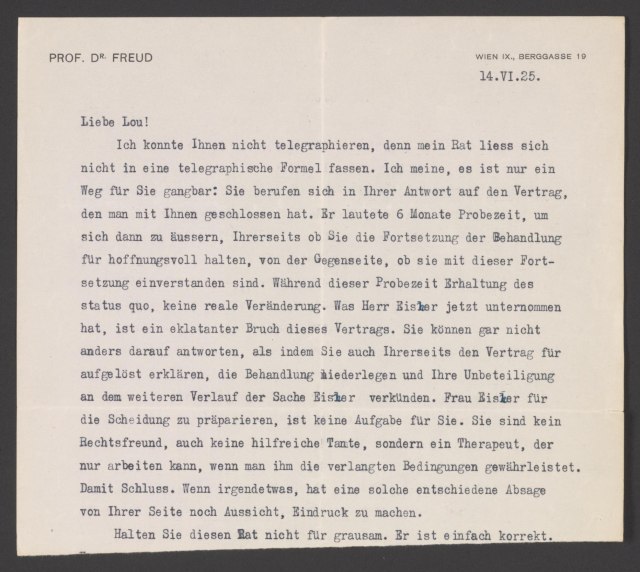 PROF. DR. FREUD
WIEN IX., BERGGASSE 19
14.VI.25.
Liebe Lou!
Ich konnte Ihnen nicht telegraphieren, denn mein Rat liess sich
nicht in eine telegraphische Formel fassen. Ich meine, es ist nur ein
Weg für Sie gangbar: Sie berufen sich in Ihrer Antwort auf den Vertrag,
den man mit Ihnen geschlossen hat. Er lautete 6 Monate Probezeit, um
sich dann zu äussern, Ihrerseits ob Sie die Fortsetzung der Behandlung
für hoffnungsvoll halten, von der Gegenseite, ob sie mit dieser Fort-
setzung einverstanden sind. Während dieser Probezeit Erhaltung des
status quo, keine reale Veränderung. Was Herr jetzt unternommen
hat, ist ein eklatanter Bruch dieses Vertrags. Sie können gar nicht
anders darauf antworten, als indem Sie auch Ihrerseits den Vertrag für
aufgelöst erklären, die Behandlung niederlegen und Ihre Unbeteiligung
an dem weiteren Verlauf der Sache verkünden. Frau für
die Scheidung zu präparieren, ist keine Aufgabe für Sie. Sie sind kein
Rechtsfreund, auch keine hilfreiche Tante, sondern ein Therapeut, der
nur arbeiten kann, wenn man ihm die verlangten Bedingungen gewährleistet.
Damit Schluss. Wenn irgendetwas, hat eine solche entschiedene Absage
von Ihrer Seite noch Aussicht, Eindruck zu machen.
Halten Sie diesen Rat nicht für grausam. Er ist einfach korrekt.